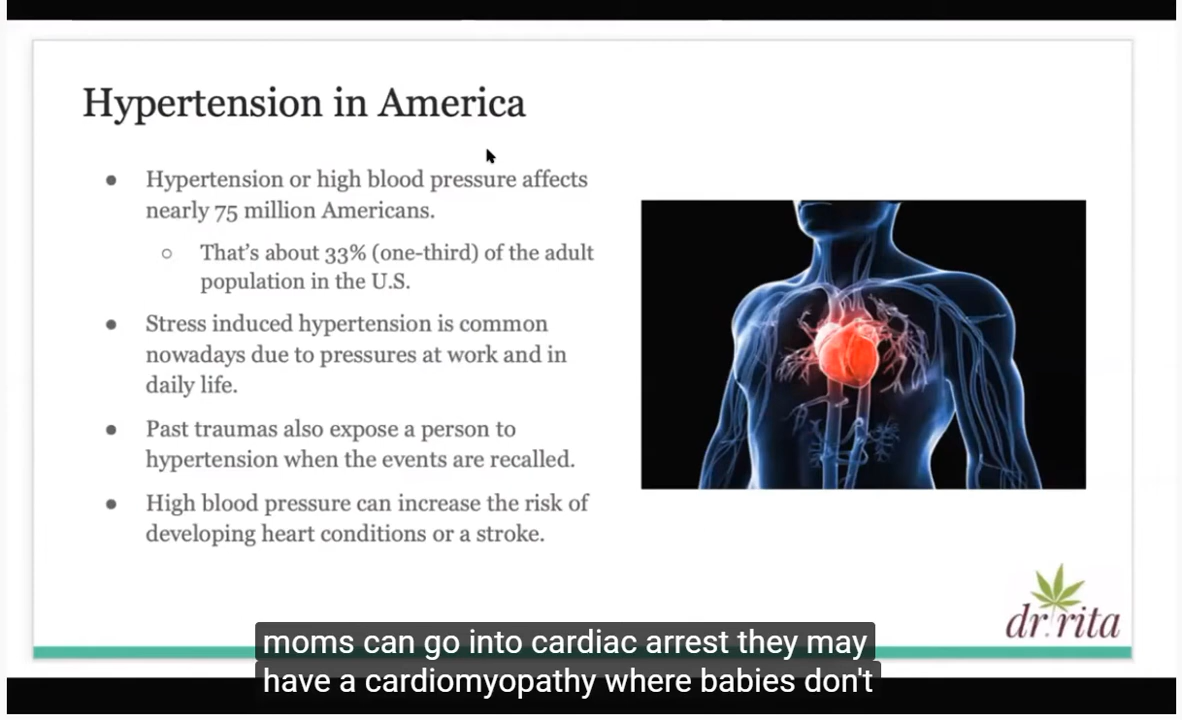 Hypertension in America
● Hypertension or high blood pressure affects
nearly 75 million Americans.
○ That's about 33% (one-third) of the adult
population in the U.S.
● Stress induced hypertension is common
nowadays due to pressures at work and in
daily life.
● Past traumas also expose a person to
hypertension when the events are recalled.
● High blood pressure can increase the risk of
developing heart conditions or a stroke.
dr.rita
moms can go into cardiac arrest they may
have a cardiomyopathy where babies don't